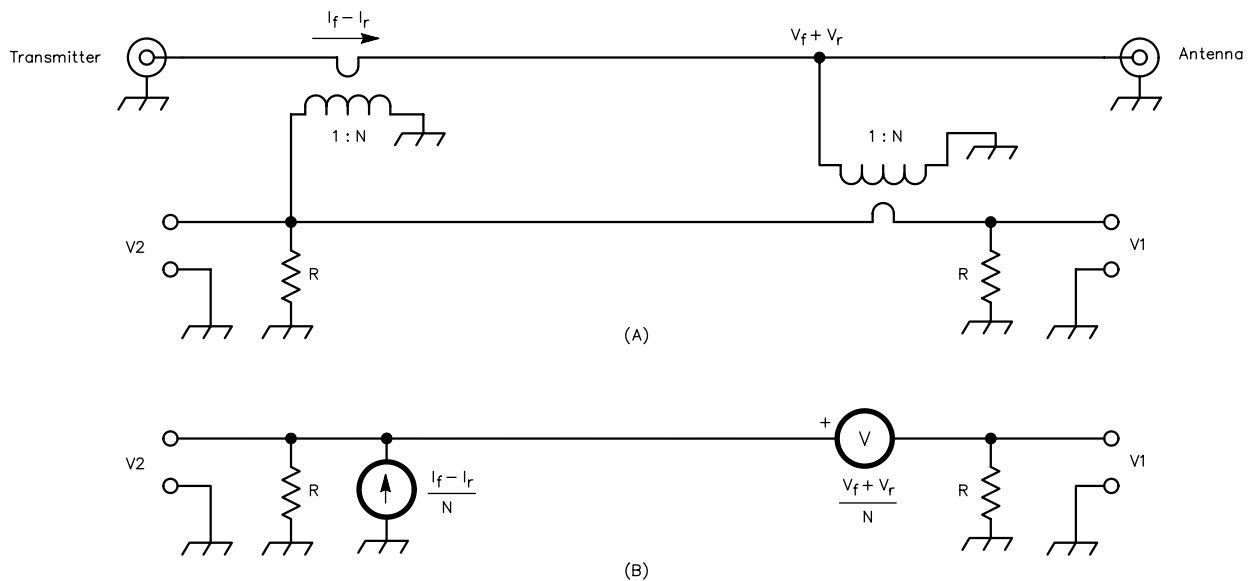 I_f – I_r
V_f + V_r
Transmitter
Antenna
1 : N
1 : N
V2
V1
R
R
(A)
+
V
V2
V1
R
I_f – I_r
N
V_f + V_r
N
R
(B)